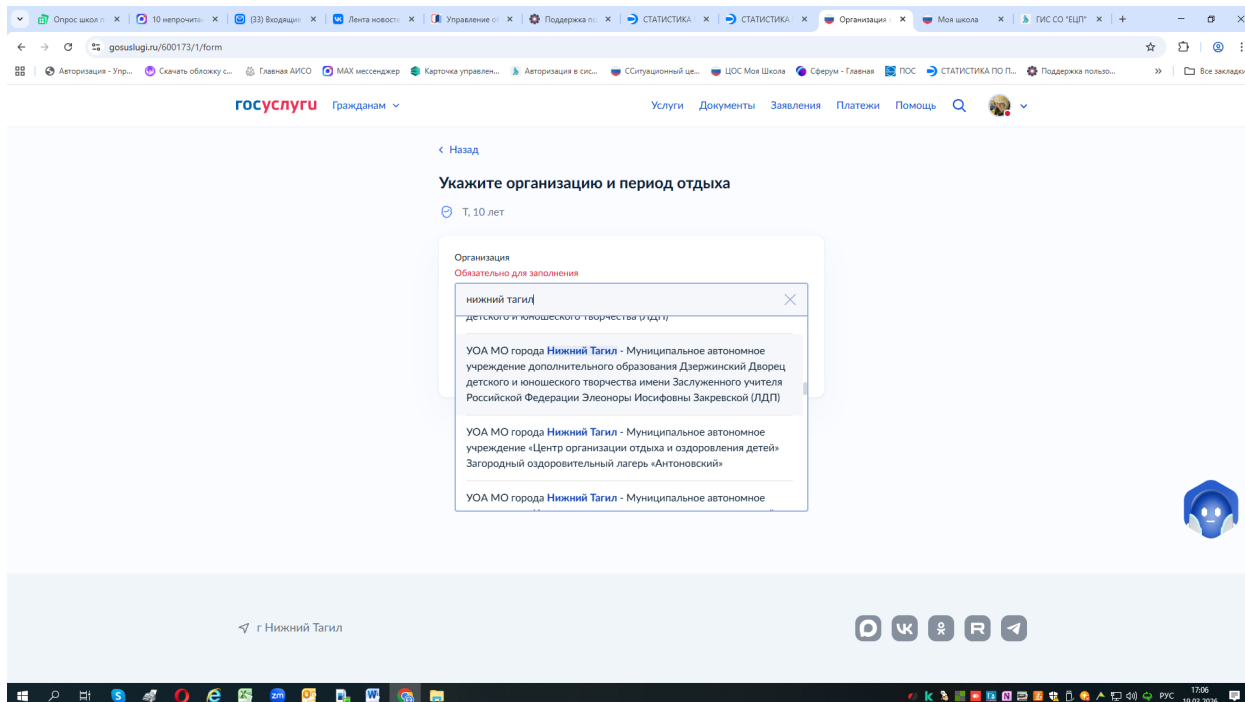 Опрос школ п
10 непрочита
(33) Входящие
Лента новосте
Управление о
Поддержка по
СТАТИСТИКА
СТАТИСТИКА
Организация
Моя школа
ГИС СО "ЕЦП"
gosuslugi.ru/600173/1/form
Авторизация - Упр...
Скачать обложку с...
Главная АИСО
MAX мессенджер
Карточка управлен...
Авторизация в сис...
ССитуационный це...
ЦОС Моя Школа
Сферум - Главная
ПОС
СТАТИСТИКА ПО П...
Поддержка пользо...
Все закладки
госуслуги
Гражданам
Услуги
Документы
Заявления
Платежи
Помощь
Назад
Укажите организацию и период отдыха
Т, 10 лет
Организация
Обязательно для заполнения
нижний тагил
детского и юношеского творчества (ЛДП)
УОА МО города Нижний Тагил - Муниципальное автономное
учреждение дополнительного образования Дзержинский Дворец
детского и юношеского творчества имени Заслуженного учителя
Российской Федерации Элеоноры Иосифовны Закревской (ЛДП)
УОА МО города Нижний Тагил - Муниципальное автономное
учреждение «Центр организации отдыха и оздоровления детей»
Загородный оздоровительный лагерь «Антоновский»
УОА МО города Нижний Тагил - Муниципальное автономное
г Нижний Тагил
РУС
17:06
19.03.2026